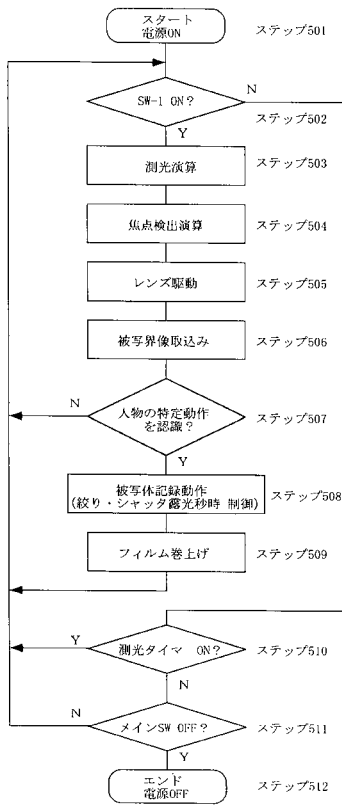 スタート
電源ON
ステップ501
SW-1 ON?
N
ステップ502
Y
測光演算
ステップ503
焦点検出演算
ステップ504
レンズ駆動
ステップ505
被写界像取込み
ステップ506
人物の特定動作
を認識?
N
ステップ507
Y
被写体記録動作
(絞り・シャッタ露光秒時 制御)
ステップ508
フィルム巻上げ
ステップ509
Y
測光タイマ ON?
ステップ510
N
N
メインSW OFF?
ステップ511
Y
エンド
電源OFF
ステップ512